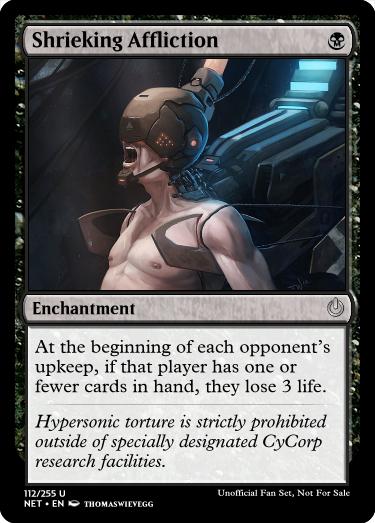 Shrieking Affliction
Enchantment
At the beginning of each opponent's
upkeep, if that player has one or
fewer cards in hand, they lose 3 life.
Hypersonic torture is strictly prohibited
outside of specially designated CyCorp
research facilities.
112/255 U
Unofficial Fan Set, Not For Sale
NET • EN THOMASWIEVEGG